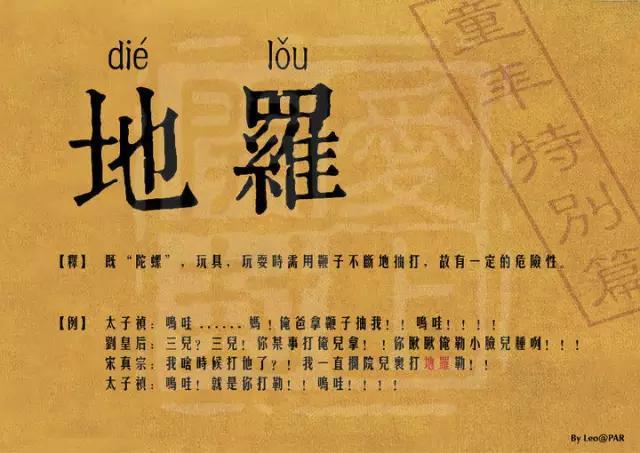 dié lǒu
地羅
童年特別篇
【釋】 既“陀螺”，玩具，玩耍時需用鞭子不斷地抽打，故有一定的危險性。
【例】 太子禎：嗚哇......媽！俺爸拿鞭子抽我！！嗚哇！！！！
劉皇后：三兒？三兒！你某事打俺兒拿！！你瞅瞅俺勒小臉兒腫咧！！！
宋真宗：我啥時候打他了？！我一直擱院兒裏打地羅勒！！
太子禎：嗚哇！就是你打勒！！嗚哇！！！！
By Leo@PAR